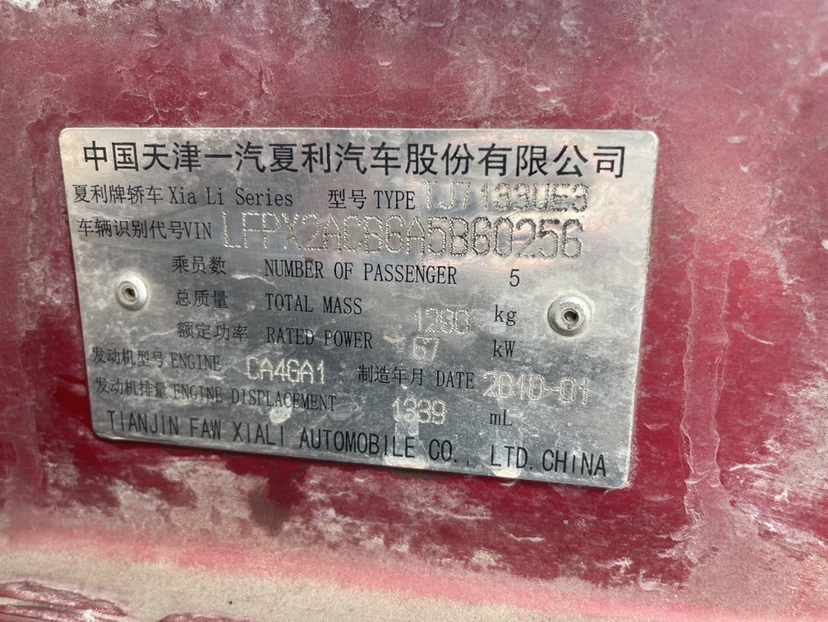 中国天津一汽夏利汽车股份有限公司
夏利牌轿车 Xia Li Series 型号 TYPE TJ7133UE3
车辆识别代号 VIN LFPX2ACB6A5B60256
乘员数 NUMBER OF PASSENGER 5
总质量 TOTAL MASS 1280 kg
额定功率 RATED POWER 67 kW
发动机型号 ENGINE CA4GA1 制造年月 DATE 2010-01
发动机排量 ENGINE DISPLACEMENT 1339 mL
TIANJIN FAW XIALI AUTOMOBILE CO., LTD. CHINA